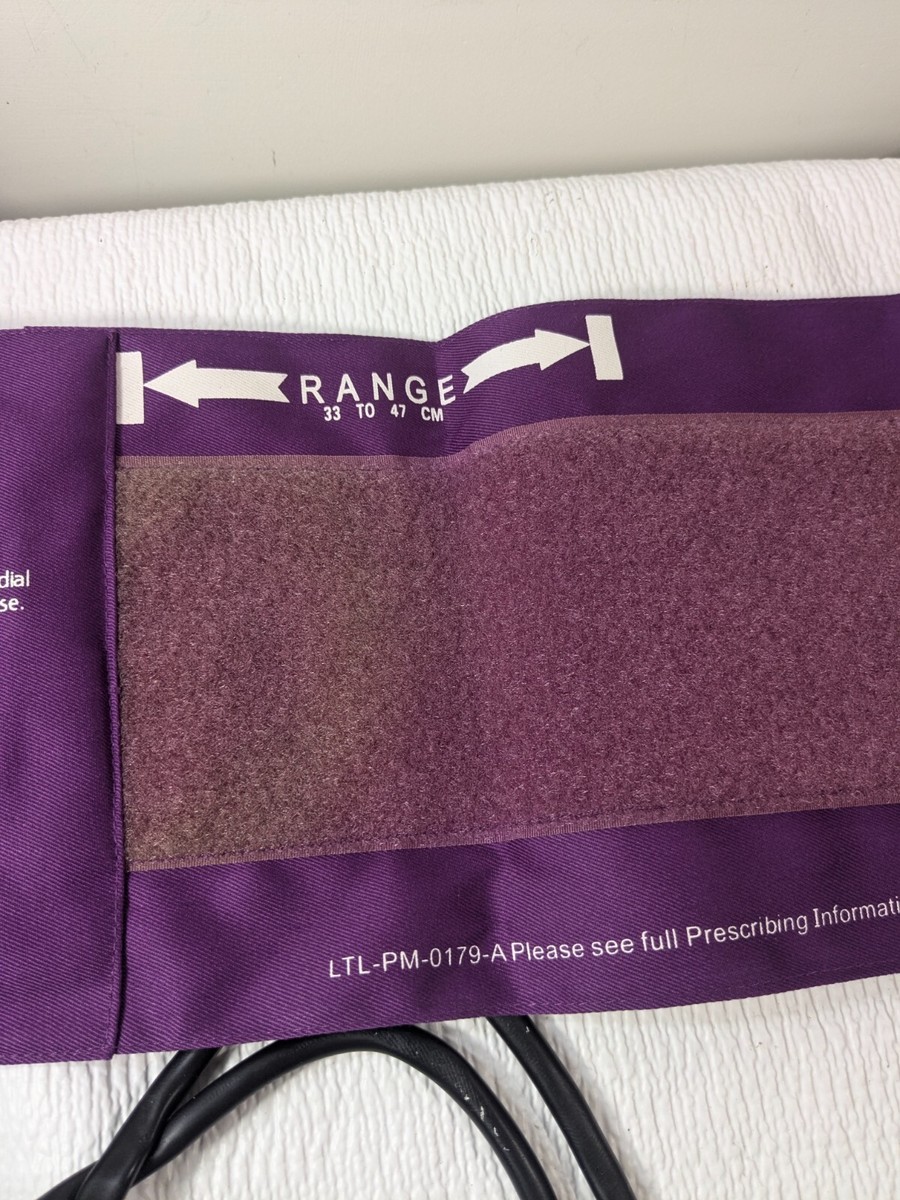 RANGE
33 TO 47 CM
dial
se.
LTL-PM-0179-A Please see full Prescribing Informati